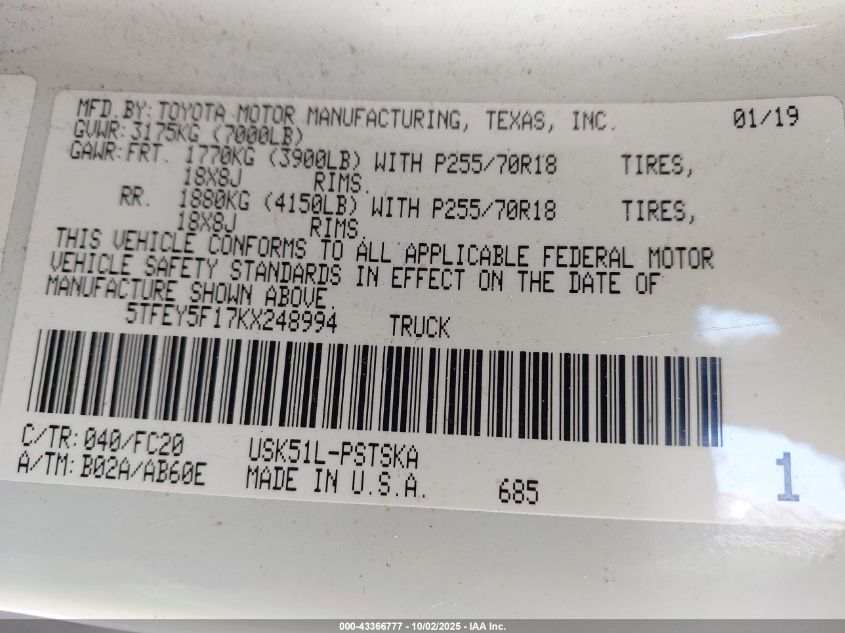 MFD.BY: TOYOTA MOTOR MANUFACTURING, TEXAS, INC. 01/19
GVWR: 3175KG (7000LB)
GAWR: FRT. 1770KG (3900LB) WITH P255/70R18 TIRES,
18X8J RIMS.
RR. 1880KG (4150LB) WITH P255/70R18 TIRES,
18X8J RIMS.
THIS VEHICLE CONFORMS TO ALL APPLICABLE FEDERAL MOTOR
VEHICLE SAFETY STANDARDS IN EFFECT ON THE DATE OF
MANUFACTURE SHOWN ABOVE.
5TFEY5F17KX248994 TRUCK
C/TR: 040/FC20 USK51L-PSTSKA
A/TM: B02A/AB60E MADE IN U.S.A. 685 1
000-43366777 - 10/02/2025 - IAA Inc.